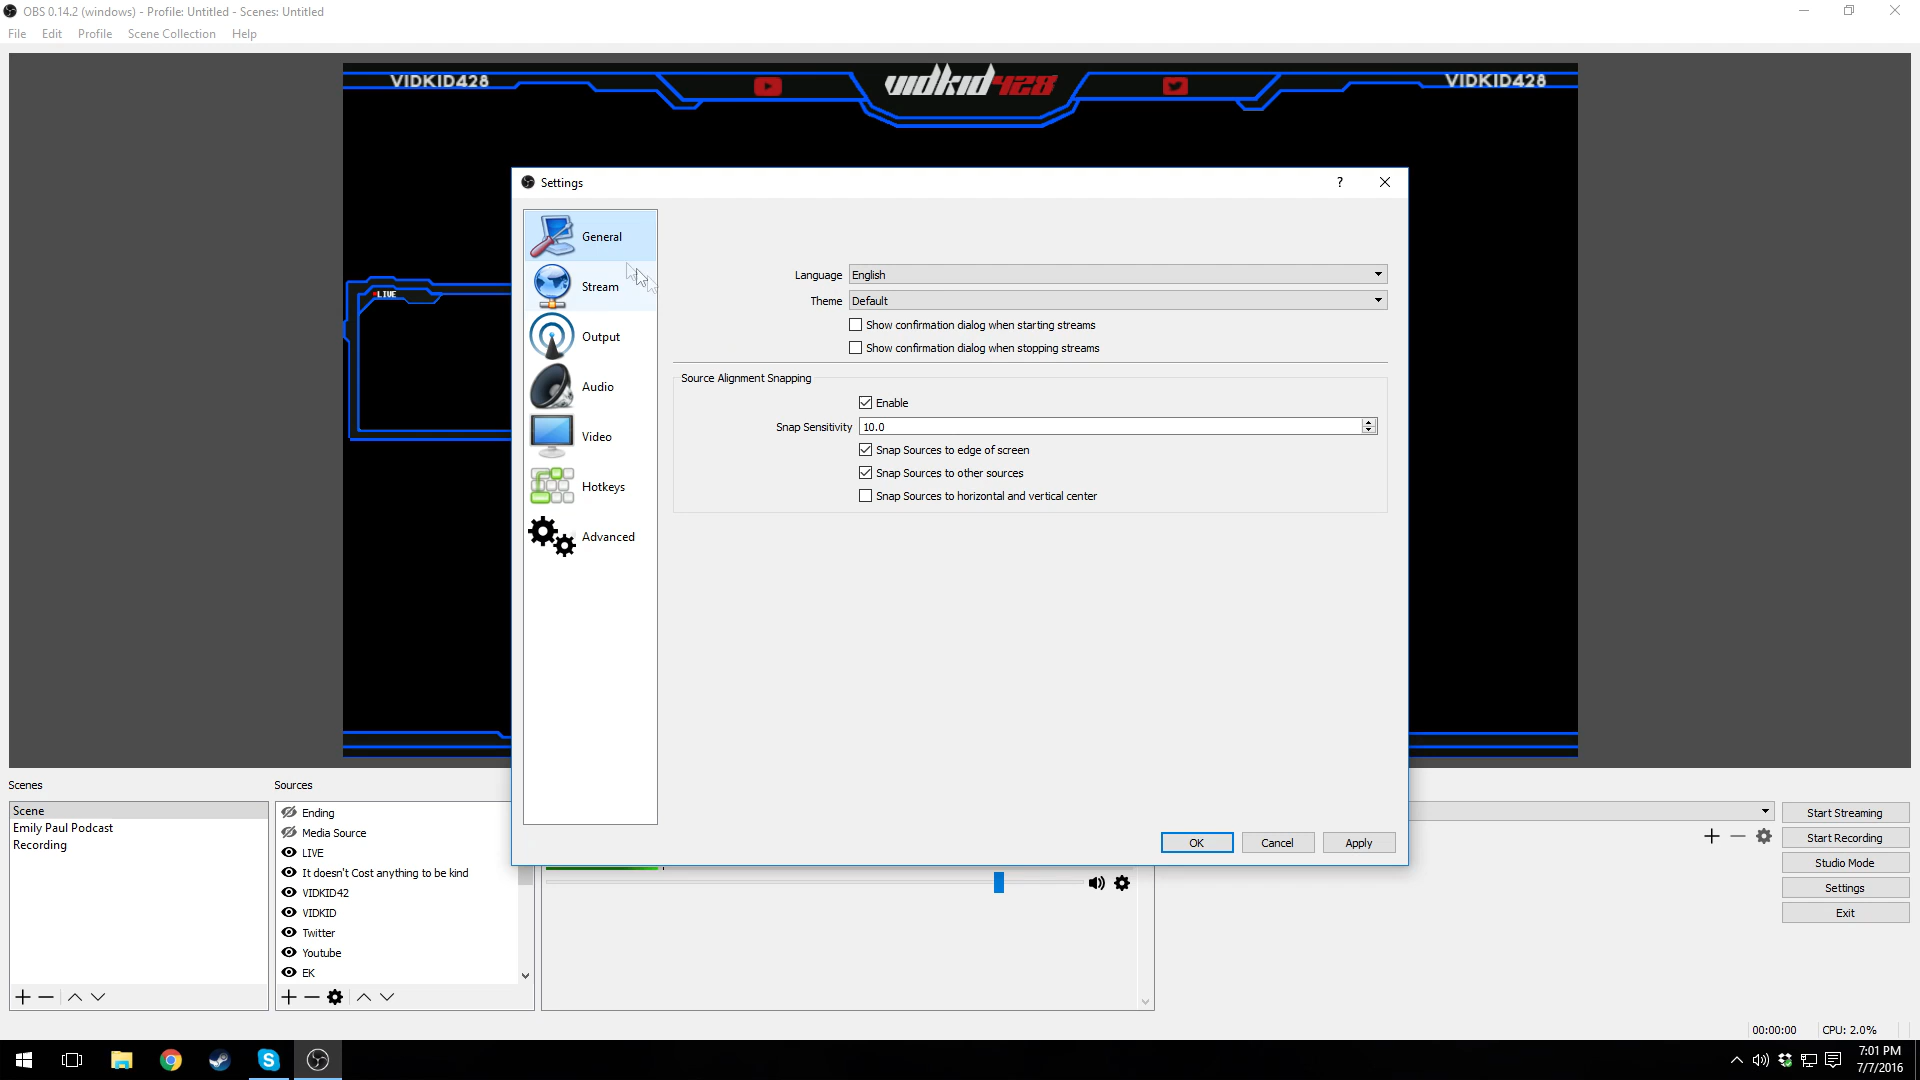 OBS 0.14.2 (windows) - Profile: Untitled - Scenes: Untitled
File Edit Profile Scene Collection Help
VIDKID428 vidkid428 VIDKID428
Settings ?
LIVE
General
Stream
Output
Audio
Video
Hotkeys
Advanced
Language English
Theme Default
Show confirmation dialog when starting streams
Show confirmation dialog when stopping streams
Source Alignment Snapping
Enable
Snap Sensitivity 10.0
Snap Sources to edge of screen
Snap Sources to other sources
Snap Sources to horizontal and vertical center
OK Cancel Apply
Scenes
Scene
Emily Paul Podcast
Recording
Sources
Ending
Media Source
LIVE
It doesn't Cost anything to be kind
VIDKID42
VIDKID
Twitter
Youtube
EK
Start Streaming
Start Recording
Studio Mode
Settings
Exit
00:00:00 CPU: 2.0%
7:01 PM
7/7/2016